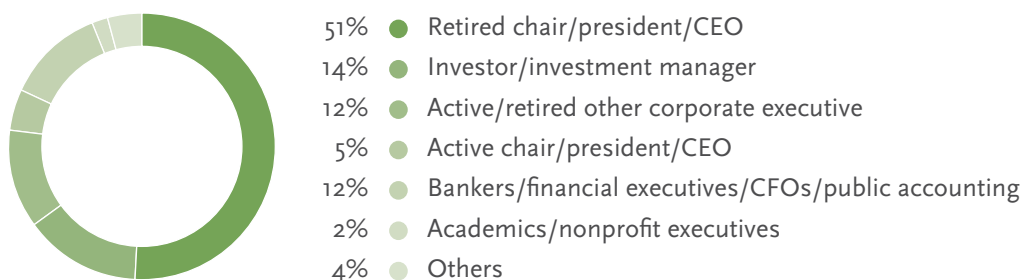 51% Retired chair/president/CEO
14% Investor/investment manager
12% Active/retired other corporate executive
5% Active chair/president/CEO
12% Bankers/financial executives/CFOs/public accounting
2% Academics/nonprofit executives
4% Others